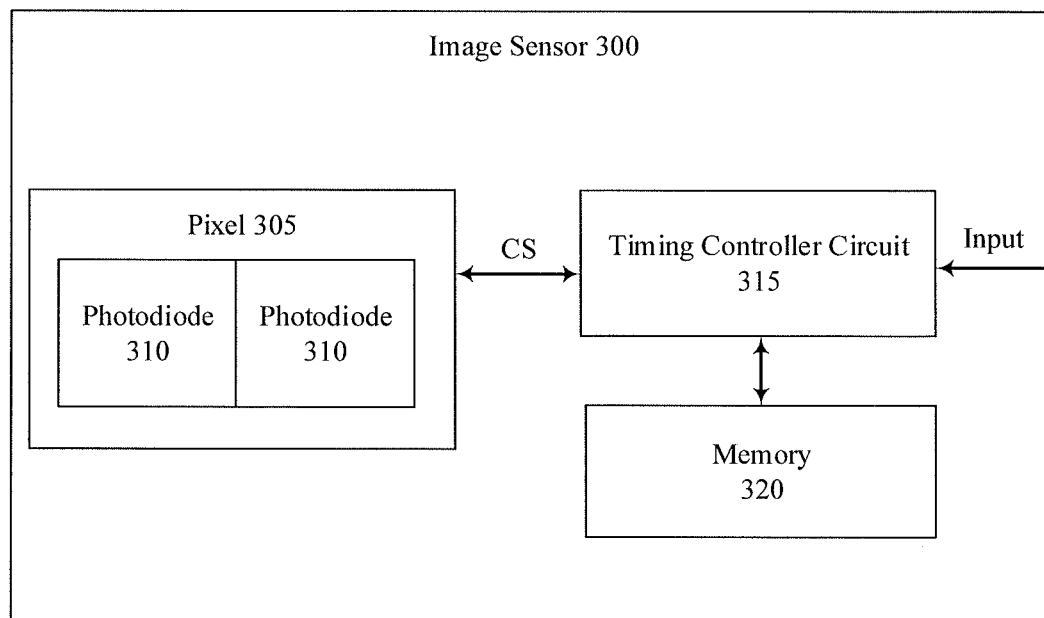 Image Sensor 300
Pixel 305
Photodiode
310
Photodiode
310
CS
Timing Controller Circuit
315
Input
Memory
320